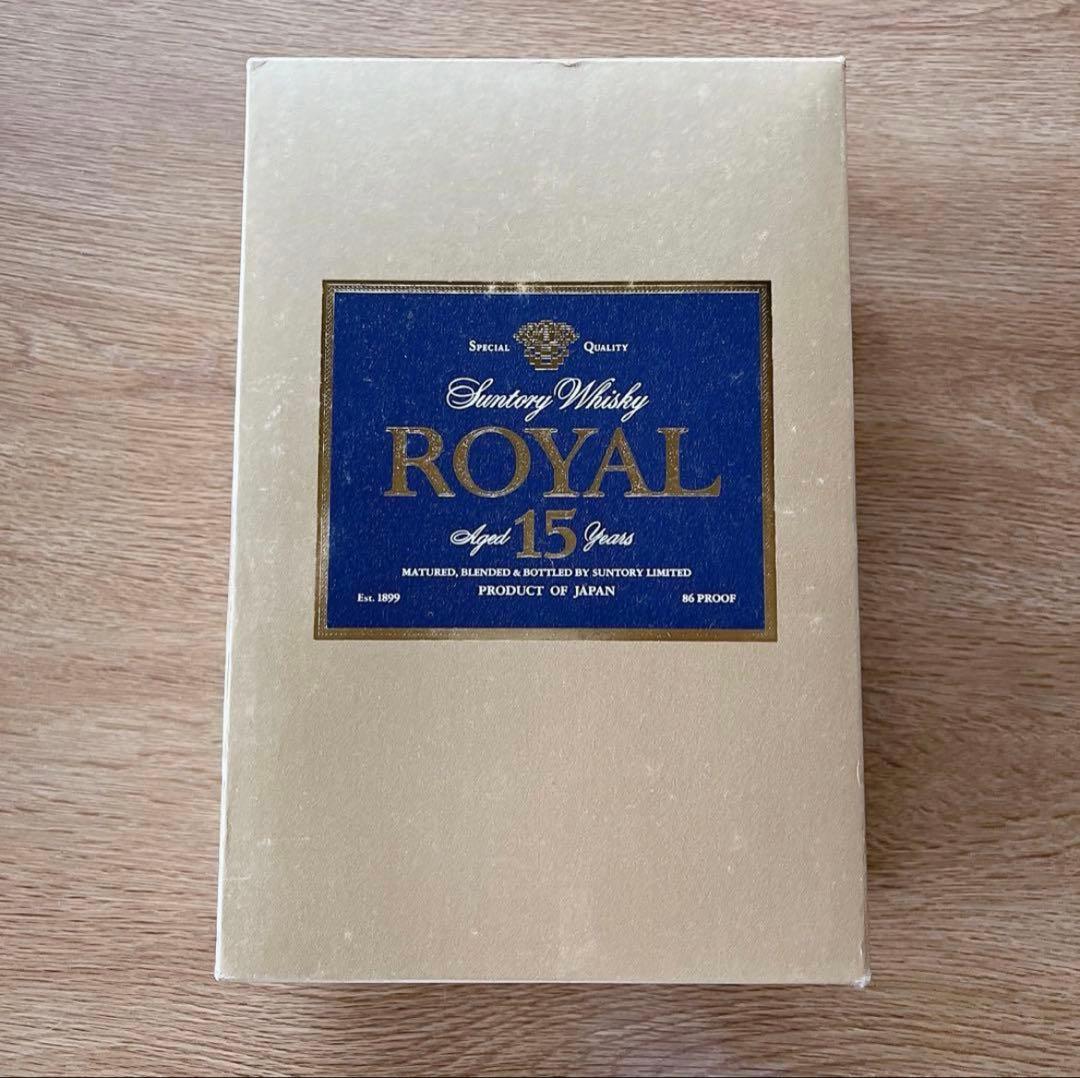 SPECIAL QUALITY
Suntory Whisky
ROYAL
Aged 15 Years
MATURED, BLENDED & BOTTLED BY SUNTORY LIMITED
PRODUCT OF JAPAN
Est. 1899
86 PROOF